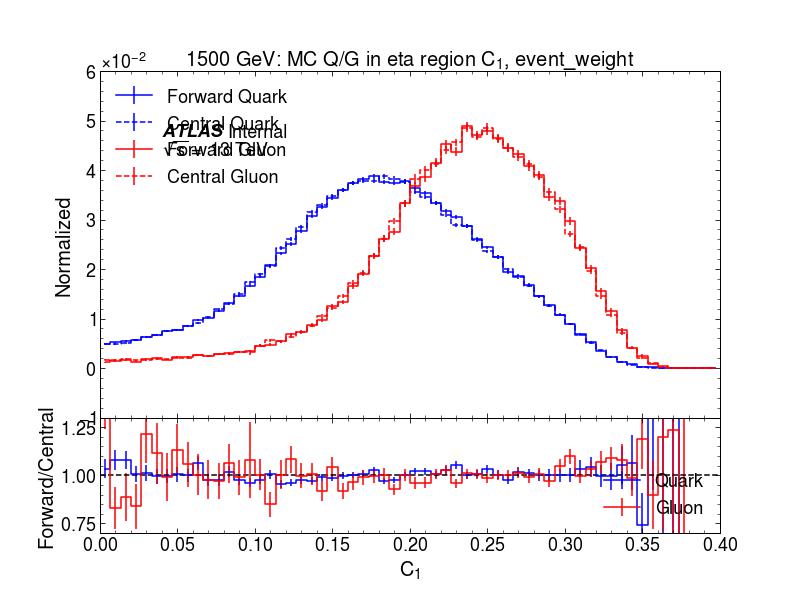 ×10⁻²
1500 GeV: MC Q/G in eta region C₁, event_weight
6
5
4
3
2
1
0
−1
Normalized
Forward Quark
Central Quark
ATLAS Internal
Forward Gluon
√s = 13 TeV
Central Gluon
1.25
1.00
0.75
Forward/Central
Quark
Gluon
0.00 0.05 0.10 0.15 0.20 0.25 0.30 0.35 0.40
C₁